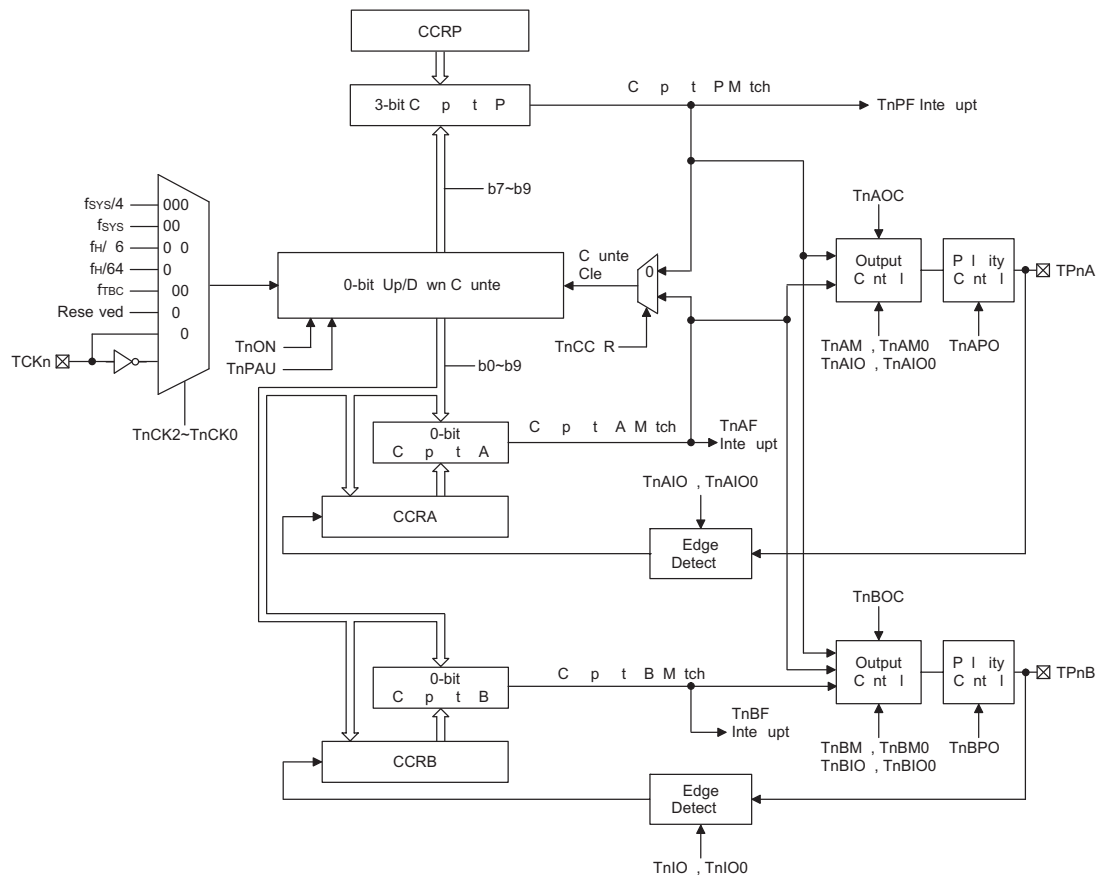 CCRP
3-bit C p t P
C p t P M tch
TnPF Inte upt
b7~b9
fSYS/4
000
fSYS
00
fH/ 6
0 0
fH/64
0
fTBC
00
Rese ved
0
0
TCKn
TnCK2~TnCK0
0-bit Up/D wn C unte
TnON
TnPAU
C unte
Cle
0
TnCC R
b0~b9
TnAOC
Output
C nt l
P l ity
C nt l
TPnA
TnAM , TnAM0
TnAIO , TnAIO0
TnAPO
0-bit
C p t A
C p t A M tch
TnAF
Inte upt
CCRA
TnAIO , TnAIO0
Edge
Detect
TnBOC
Output
C nt l
P l ity
C nt l
TPnB
TnBM , TnBM0
TnBIO , TnBIO0
TnBPO
0-bit
C p t B
C p t B M tch
TnBF
Inte upt
CCRB
Edge
Detect
TnIO , TnIO0